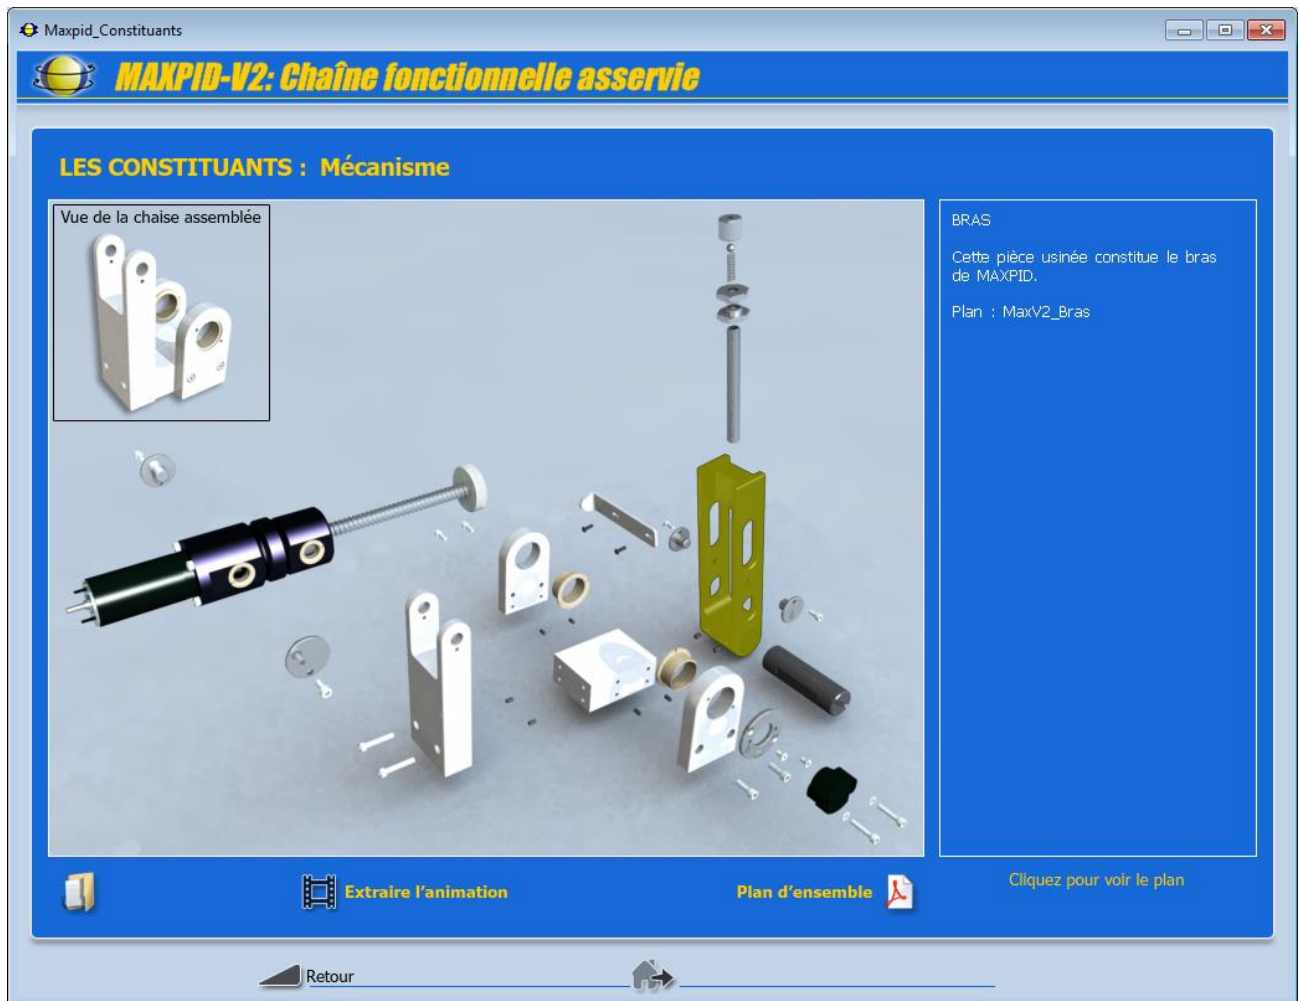 Maxpid_Constituants
MAXPID-V2: Chaîne fonctionnelle asservie
LES CONSTITUANTS : Mécanisme
Vue de la chaise assemblée
BRAS
Cette pièce usinée constitue le bras
de MAXPID.
Plan : MaxV2_Bras
Extraire l'animation
Plan d'ensemble
Cliquez pour voir le plan
Retour